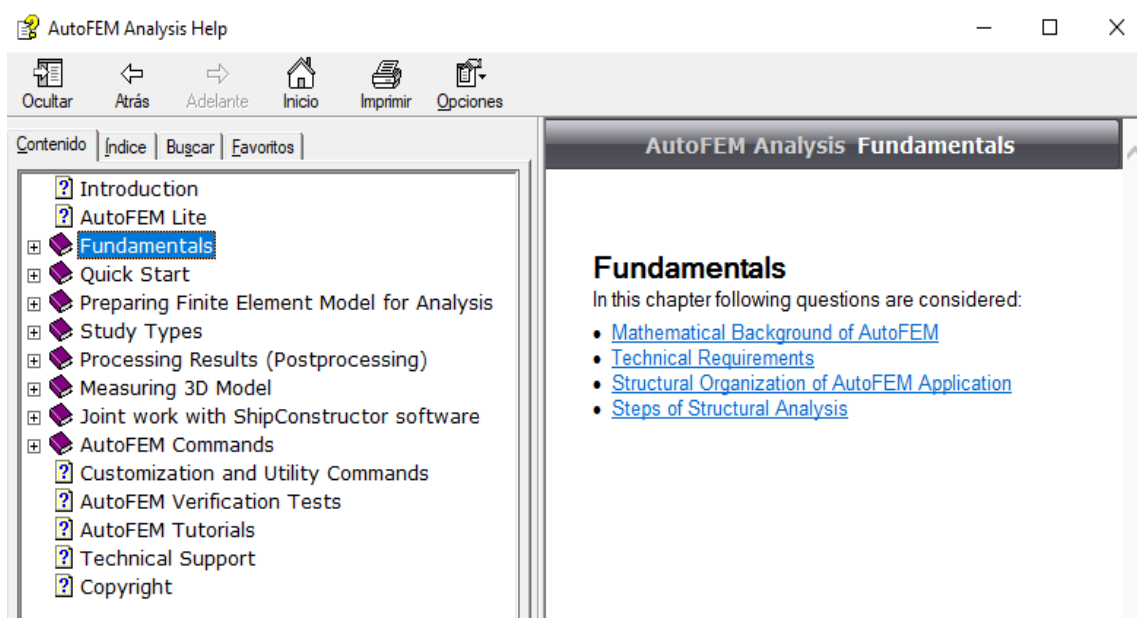 AutoFEM Analysis Help
Ocultar Atrás Adelante Inicio Imprimir Opciones
Contenido Índice Buscar Favoritos
Introduction
AutoFEM Lite
Fundamentals
Quick Start
Preparing Finite Element Model for Analysis
Study Types
Processing Results (Postprocessing)
Measuring 3D Model
Joint work with ShipConstructor software
AutoFEM Commands
Customization and Utility Commands
AutoFEM Verification Tests
AutoFEM Tutorials
Technical Support
Copyright
AutoFEM Analysis Fundamentals
Fundamentals
In this chapter following questions are considered:
• Mathematical Background of AutoFEM
• Technical Requirements
• Structural Organization of AutoFEM Application
• Steps of Structural Analysis